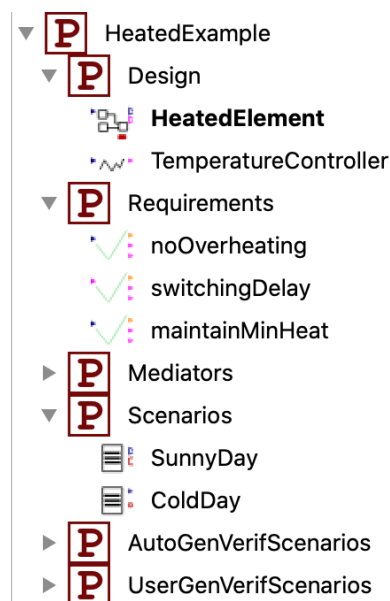 P HeatedExample
P Design
HeatedElement
TemperatureController
P Requirements
noOverheating
switchingDelay
maintainMinHeat
P Mediators
P Scenarios
SunnyDay
ColdDay
P AutoGenVerifScenarios
P UserGenVerifScenarios